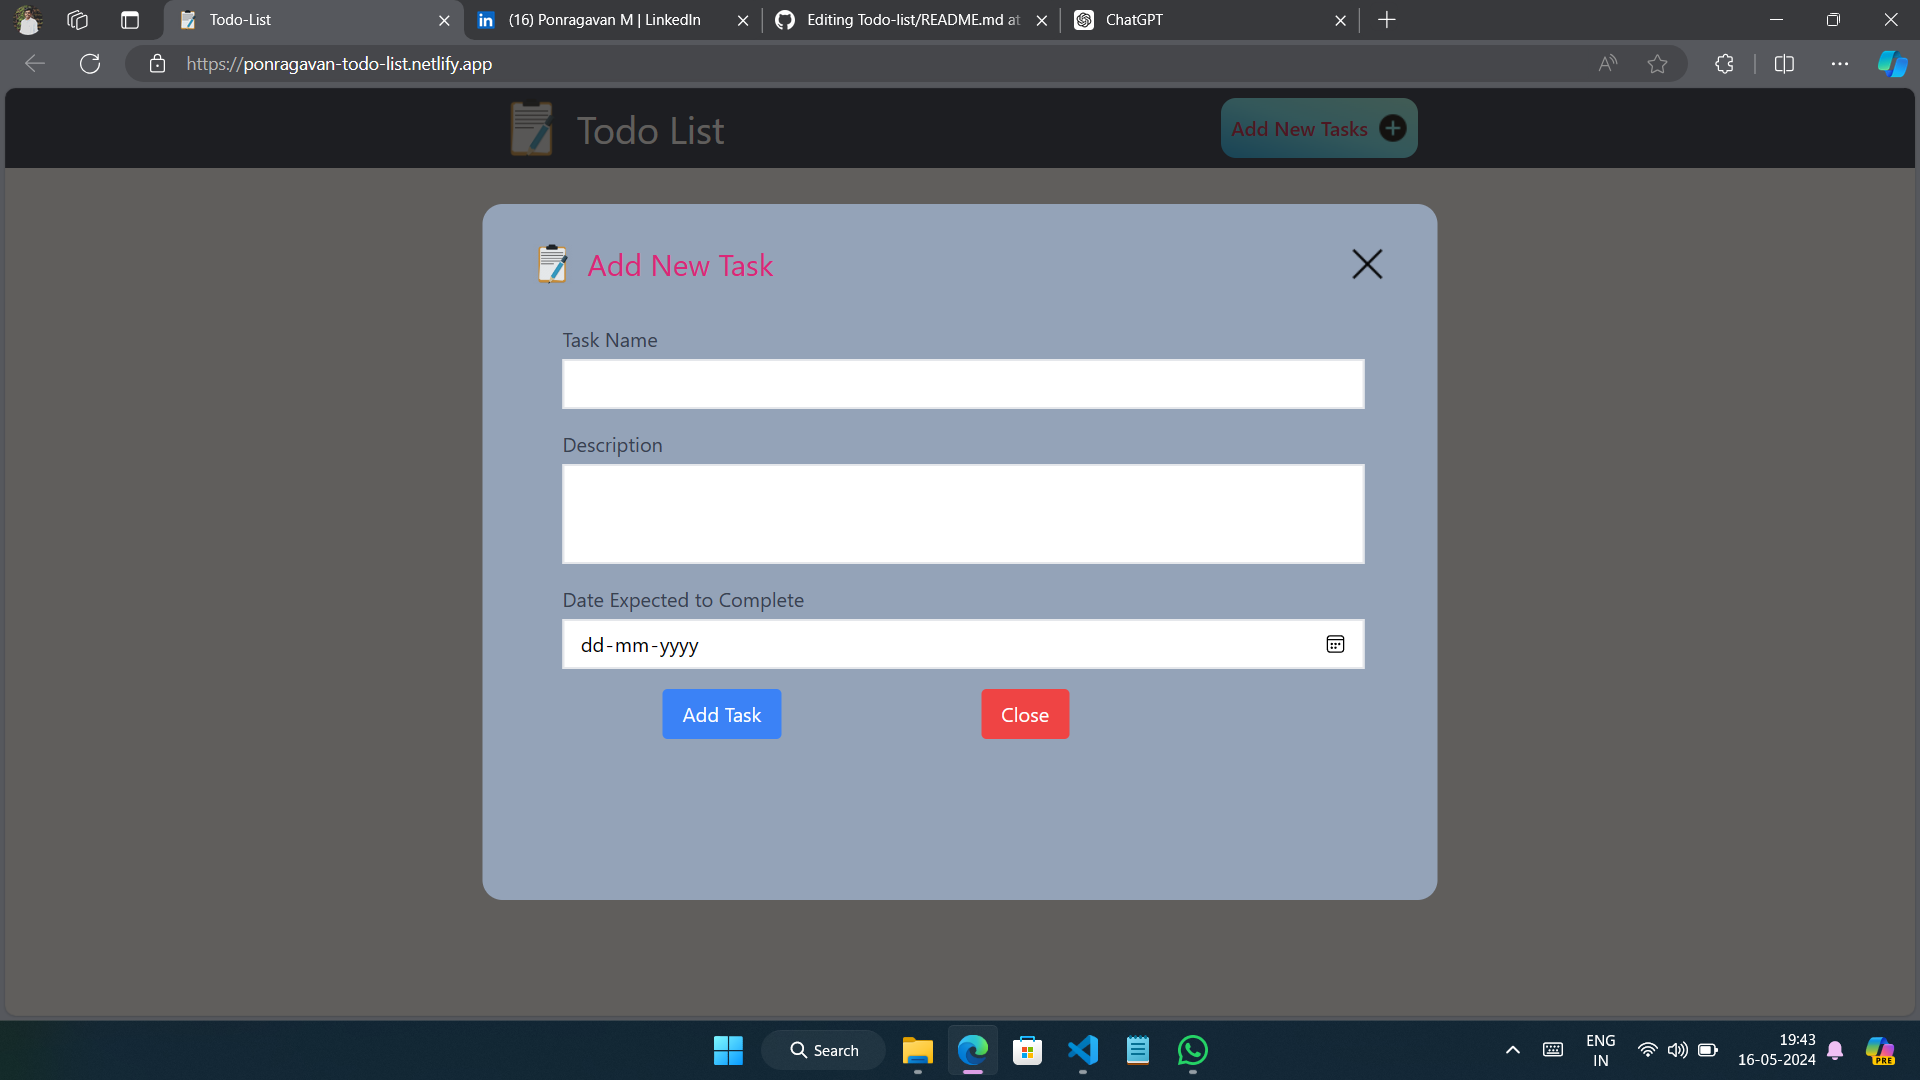 Todo-List
(16) Ponragavan M | LinkedIn
Editing Todo-list/README.md at
ChatGPT
https://ponragavan-todo-list.netlify.app
Todo List
Add New Tasks
Add New Task
Task Name
Description
Date Expected to Complete
dd-mm-yyyy
Add Task
Close
Search
ENG
IN
19:43
16-05-2024
PRE